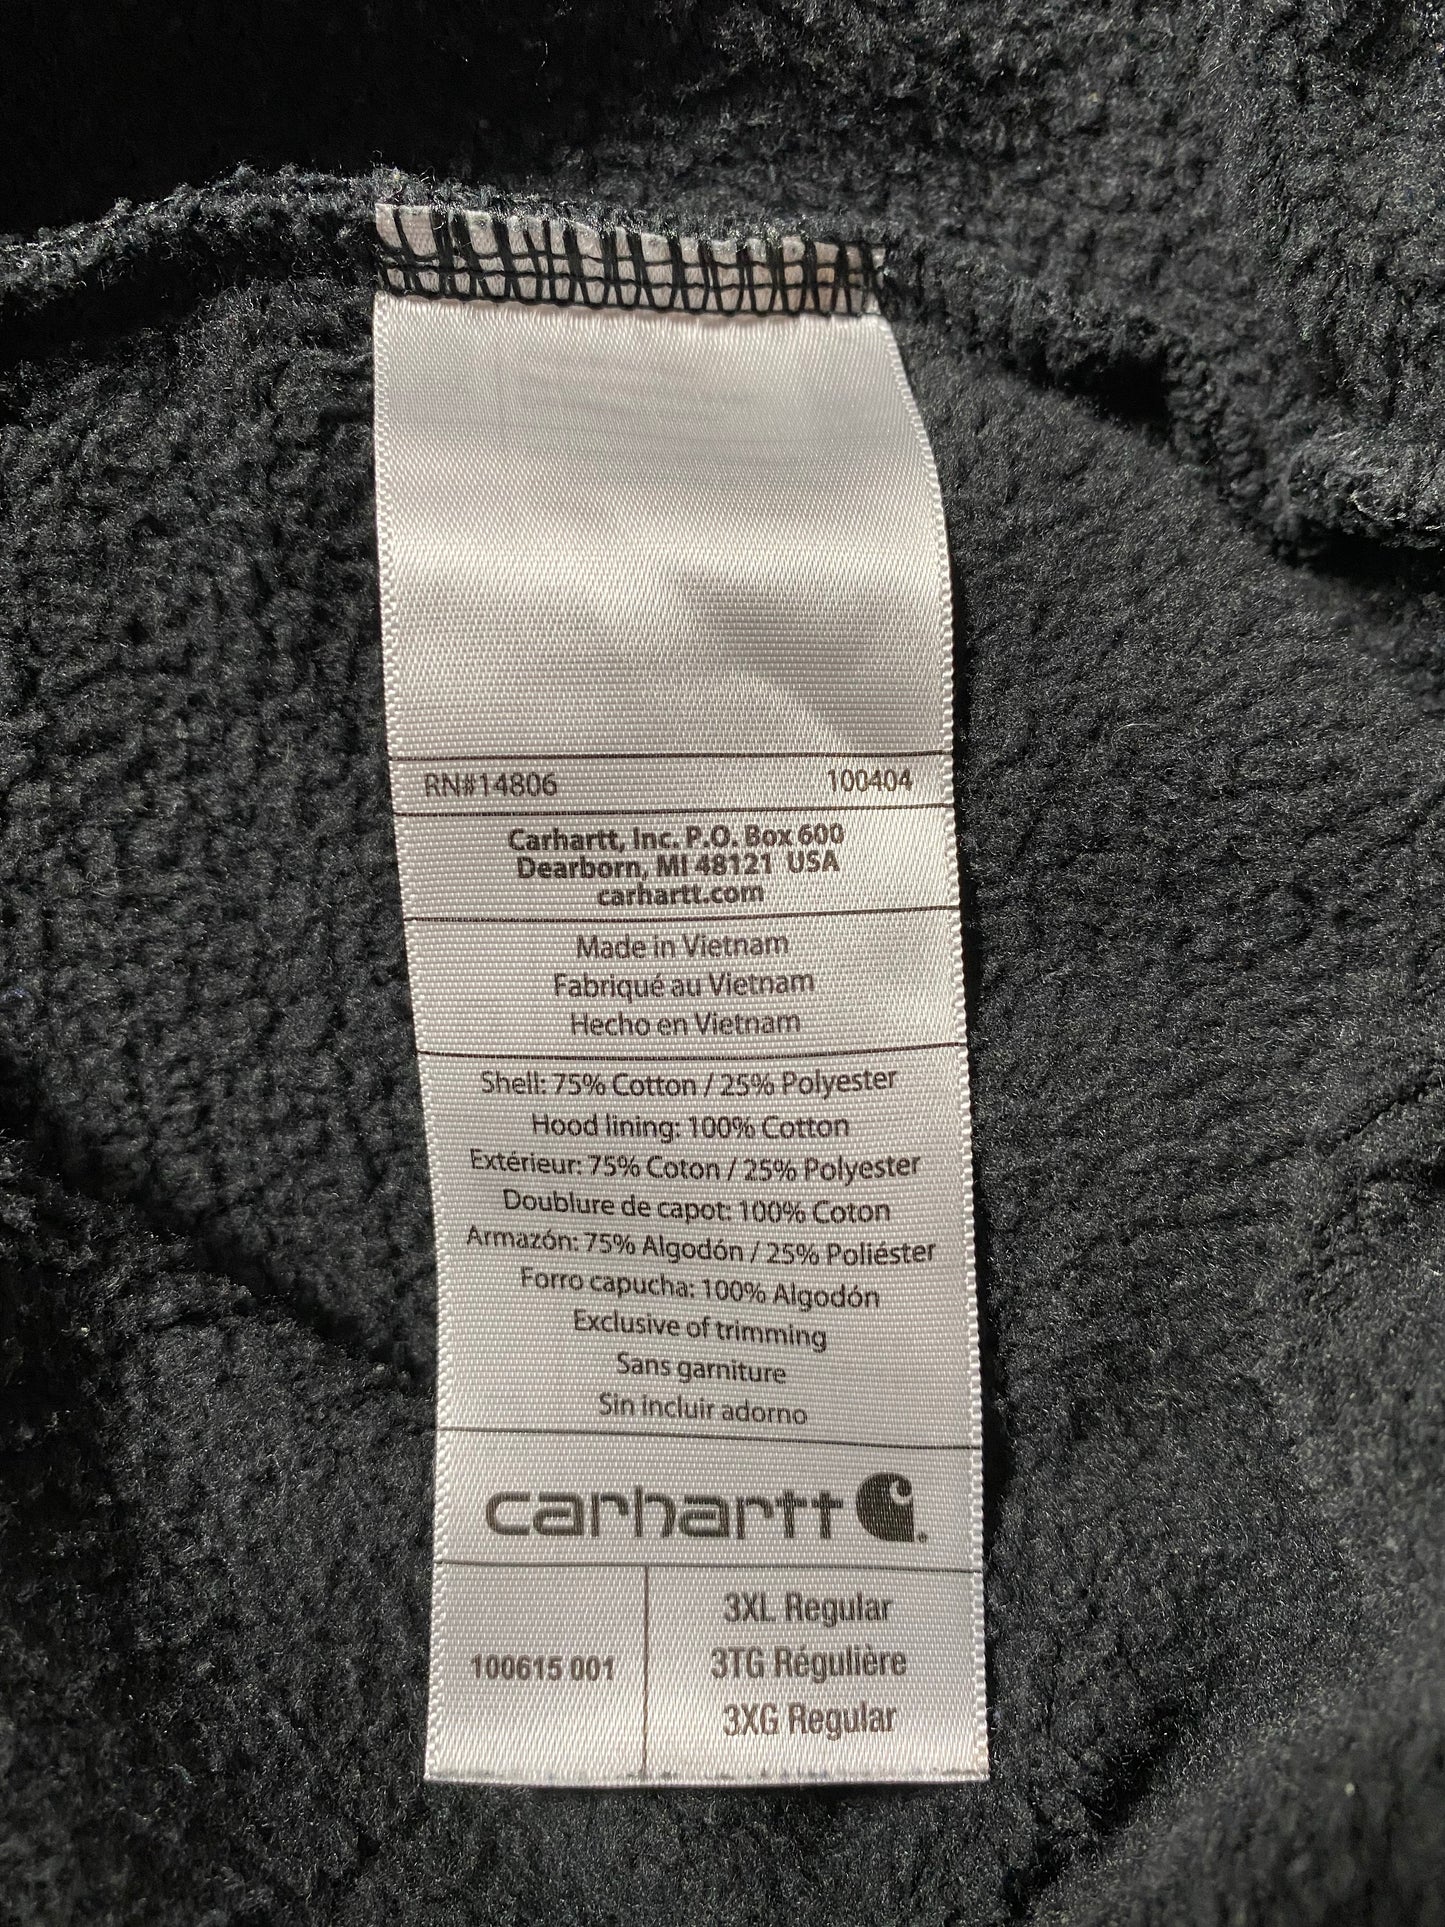 RN#14806 100404
Carhartt, Inc. P.O. Box 600
Dearborn, MI 48121 USA
carhartt.com
Made in Vietnam
Fabriqué au Vietnam
Hecho en Vietnam
Shell: 75% Cotton / 25% Polyester
Hood lining: 100% Cotton
Extérieur: 75% Coton / 25% Polyester
Doublure de capot: 100% Coton
Armazón: 75% Algodón / 25% Poliéster
Forro capucha: 100% Algodón
Exclusive of trimming
Sans garniture
Sin incluir adorno
carhartt
100615 001
3XL Regular
3TG Régulière
3XG Regular